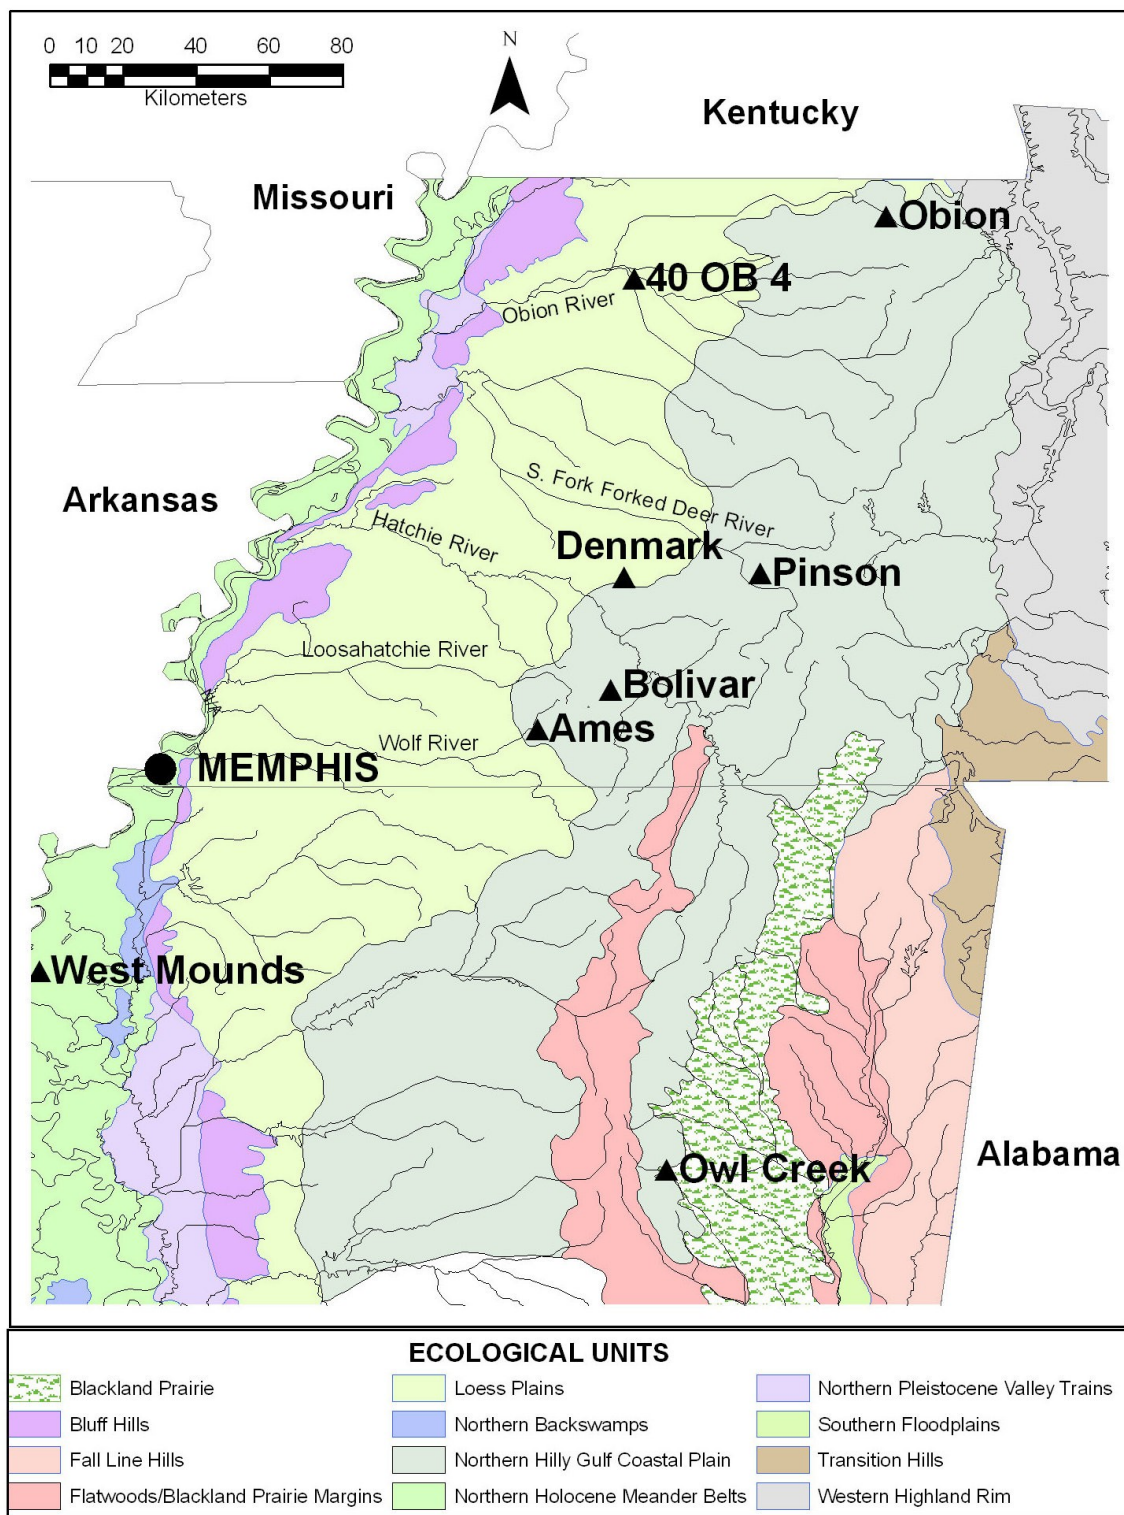 0 10 20 40 60 80
Kilometers
N
Kentucky
Missouri
Obion
40 OB 4
Obion River
Arkansas
S. Fork Forked Deer River
Hatchie River
Denmark
Pinson
Loosahatchie River
Bolivar
Ames
Wolf River
MEMPHIS
West Mounds
Alabama
Owl Creek
ECOLOGICAL UNITS
Blackland Prairie
Loess Plains
Northern Pleistocene Valley Trains
Bluff Hills
Northern Backswamps
Southern Floodplains
Fall Line Hills
Northern Hilly Gulf Coastal Plain
Transition Hills
Flatwoods/Blackland Prairie Margins
Northern Holocene Meander Belts
Western Highland Rim